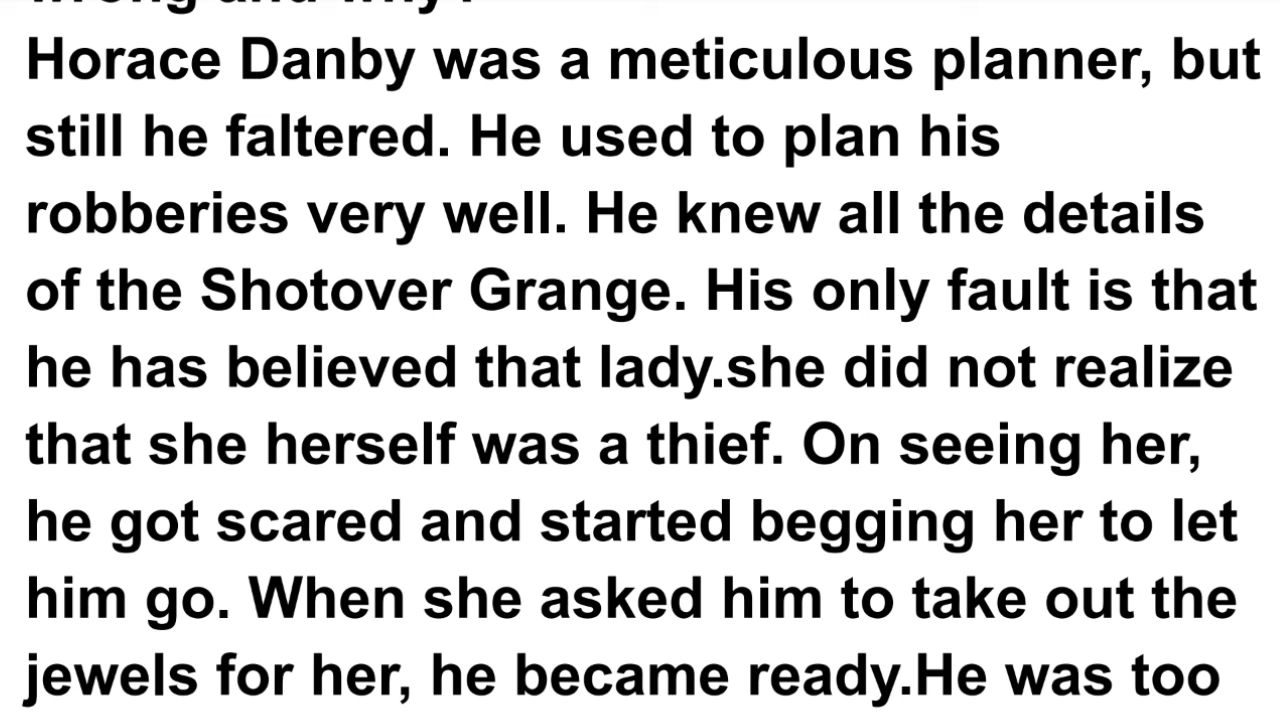 wrong and why?
Horace Danby was a meticulous planner, but
still he faltered. He used to plan his
robberies very well. He knew all the details
of the Shotover Grange. His only fault is that
he has believed that lady.she did not realize
that she herself was a thief. On seeing her,
he got scared and started begging her to let
him go. When she asked him to take out the
jewels for her, he became ready.He was too